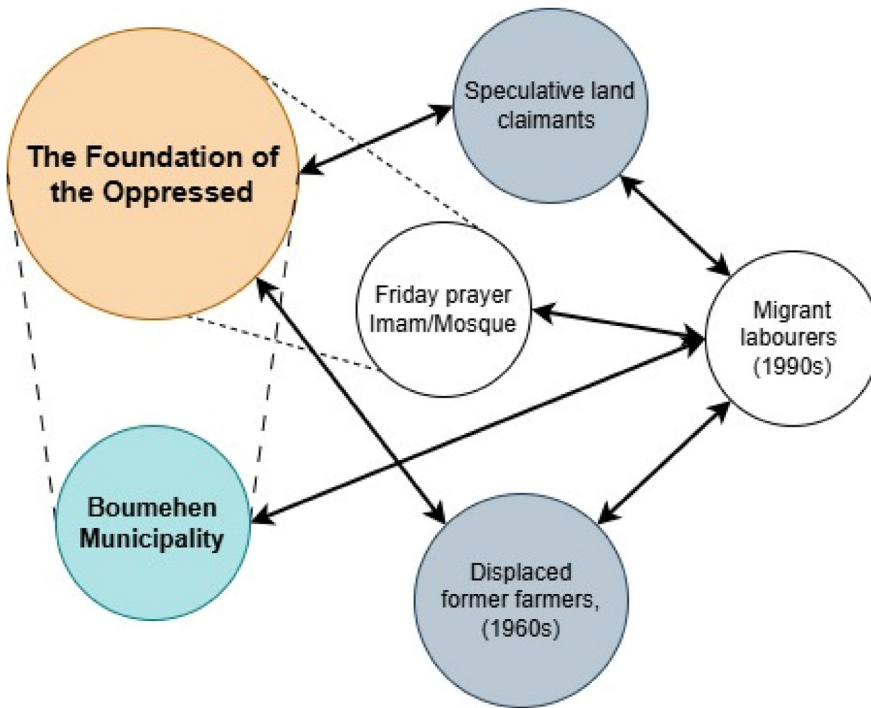 The Foundation of
the Oppressed
Speculative land
claimants
Friday prayer
Imam/Mosque
Migrant
labourers
(1990s)
Boumehen
Municipality
Displaced
former farmers,
(1960s)